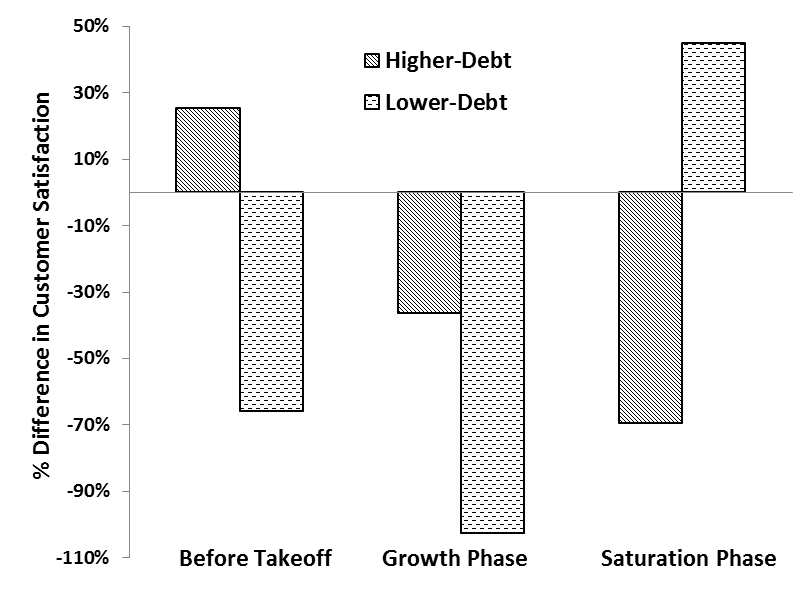 50%
30%
10%
-10%
-30%
-50%
-70%
-90%
-110%
% Difference in Customer Satisfaction
Higher-Debt
Lower-Debt
Before Takeoff
Growth Phase
Saturation Phase